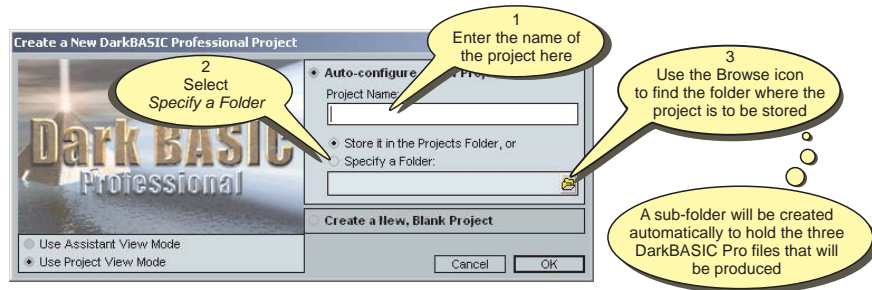 Create a New DarkBASIC Professional Project
1
Enter the name of
the project here
2
Select
Specify a Folder
3
Use the Browse icon
to find the folder where the
project is to be stored
Auto-configure
Project Name:
Store it in the Projects Folder, or
Specify a Folder:
Dark BASIC
Professional
Create a New, Blank Project
A sub-folder will be created
automatically to hold the three
DarkBASIC Pro files that will
be produced
Use Assistant View Mode
Use Project View Mode
Cancel
OK